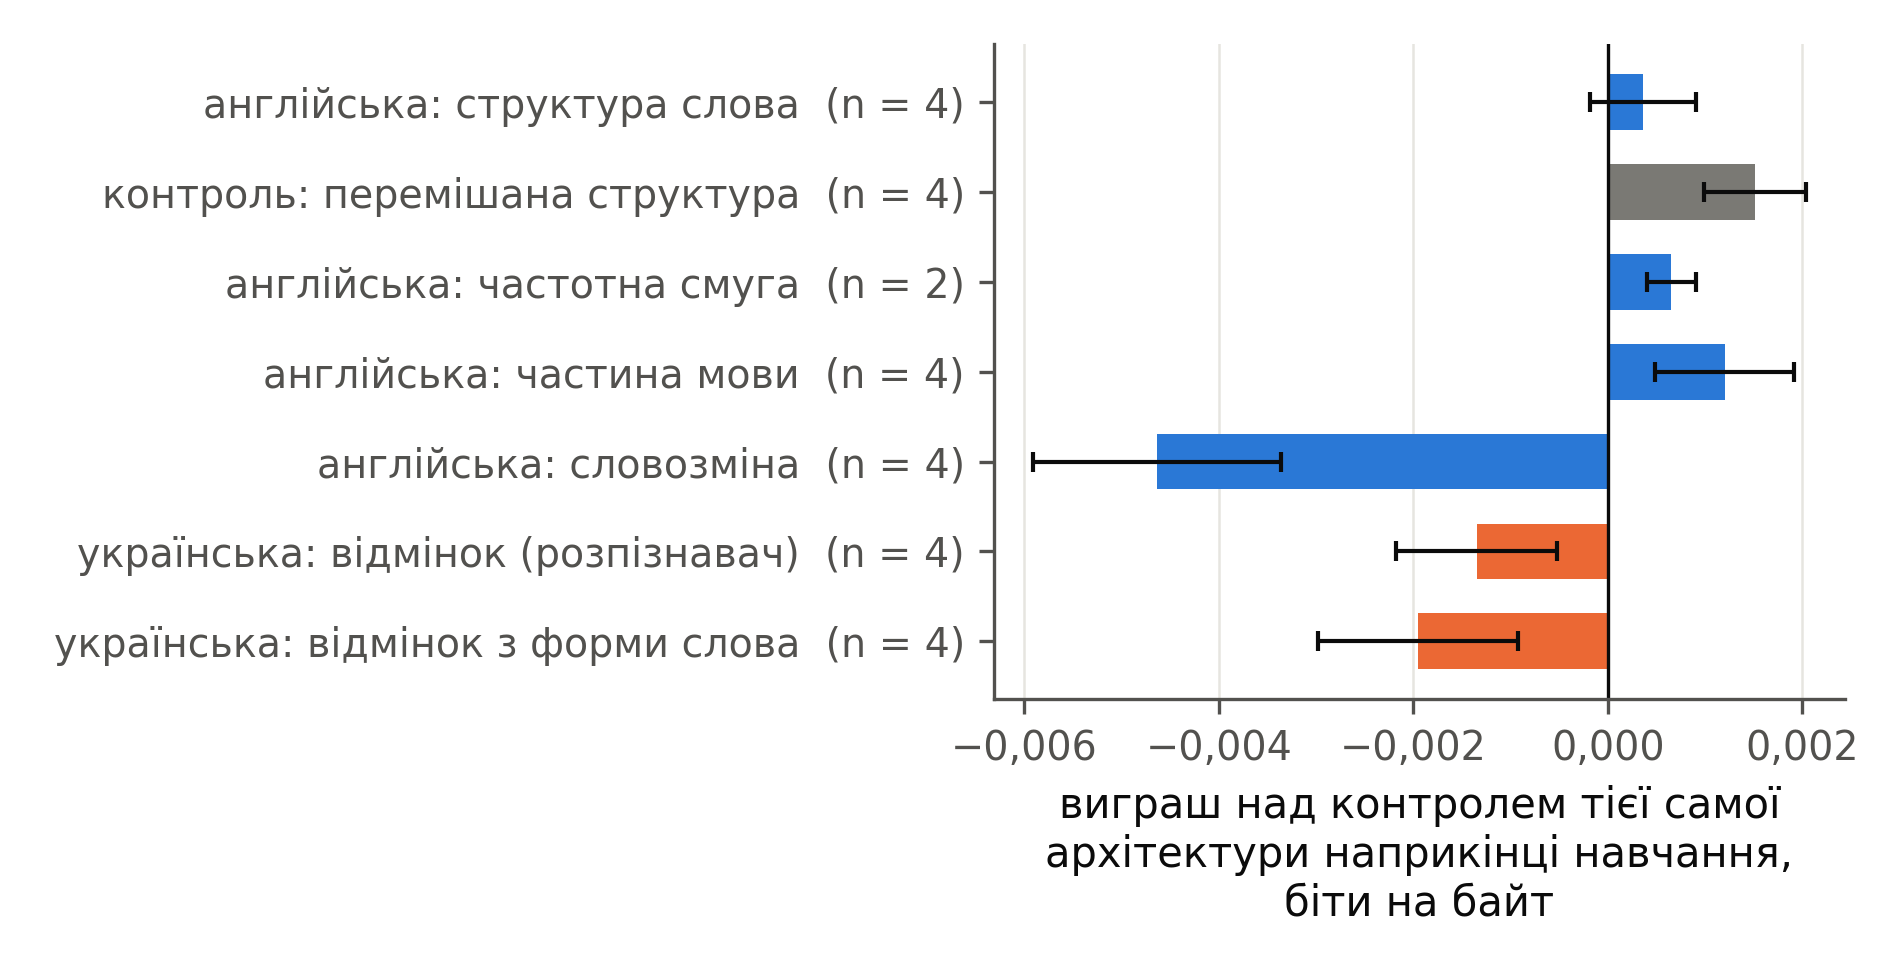 англійська: структура слова (n = 4)
контроль: перемішана структура (n = 4)
англійська: частотна смуга (n = 2)
англійська: частина мови (n = 4)
англійська: словозміна (n = 4)
українська: відмінок (розпізнавач) (n = 4)
українська: відмінок з форми слова (n = 4)
−0,006 −0,004 −0,002 0,000 0,002
виграш над контролем тієї самої
архітектури наприкінці навчання,
біти на байт